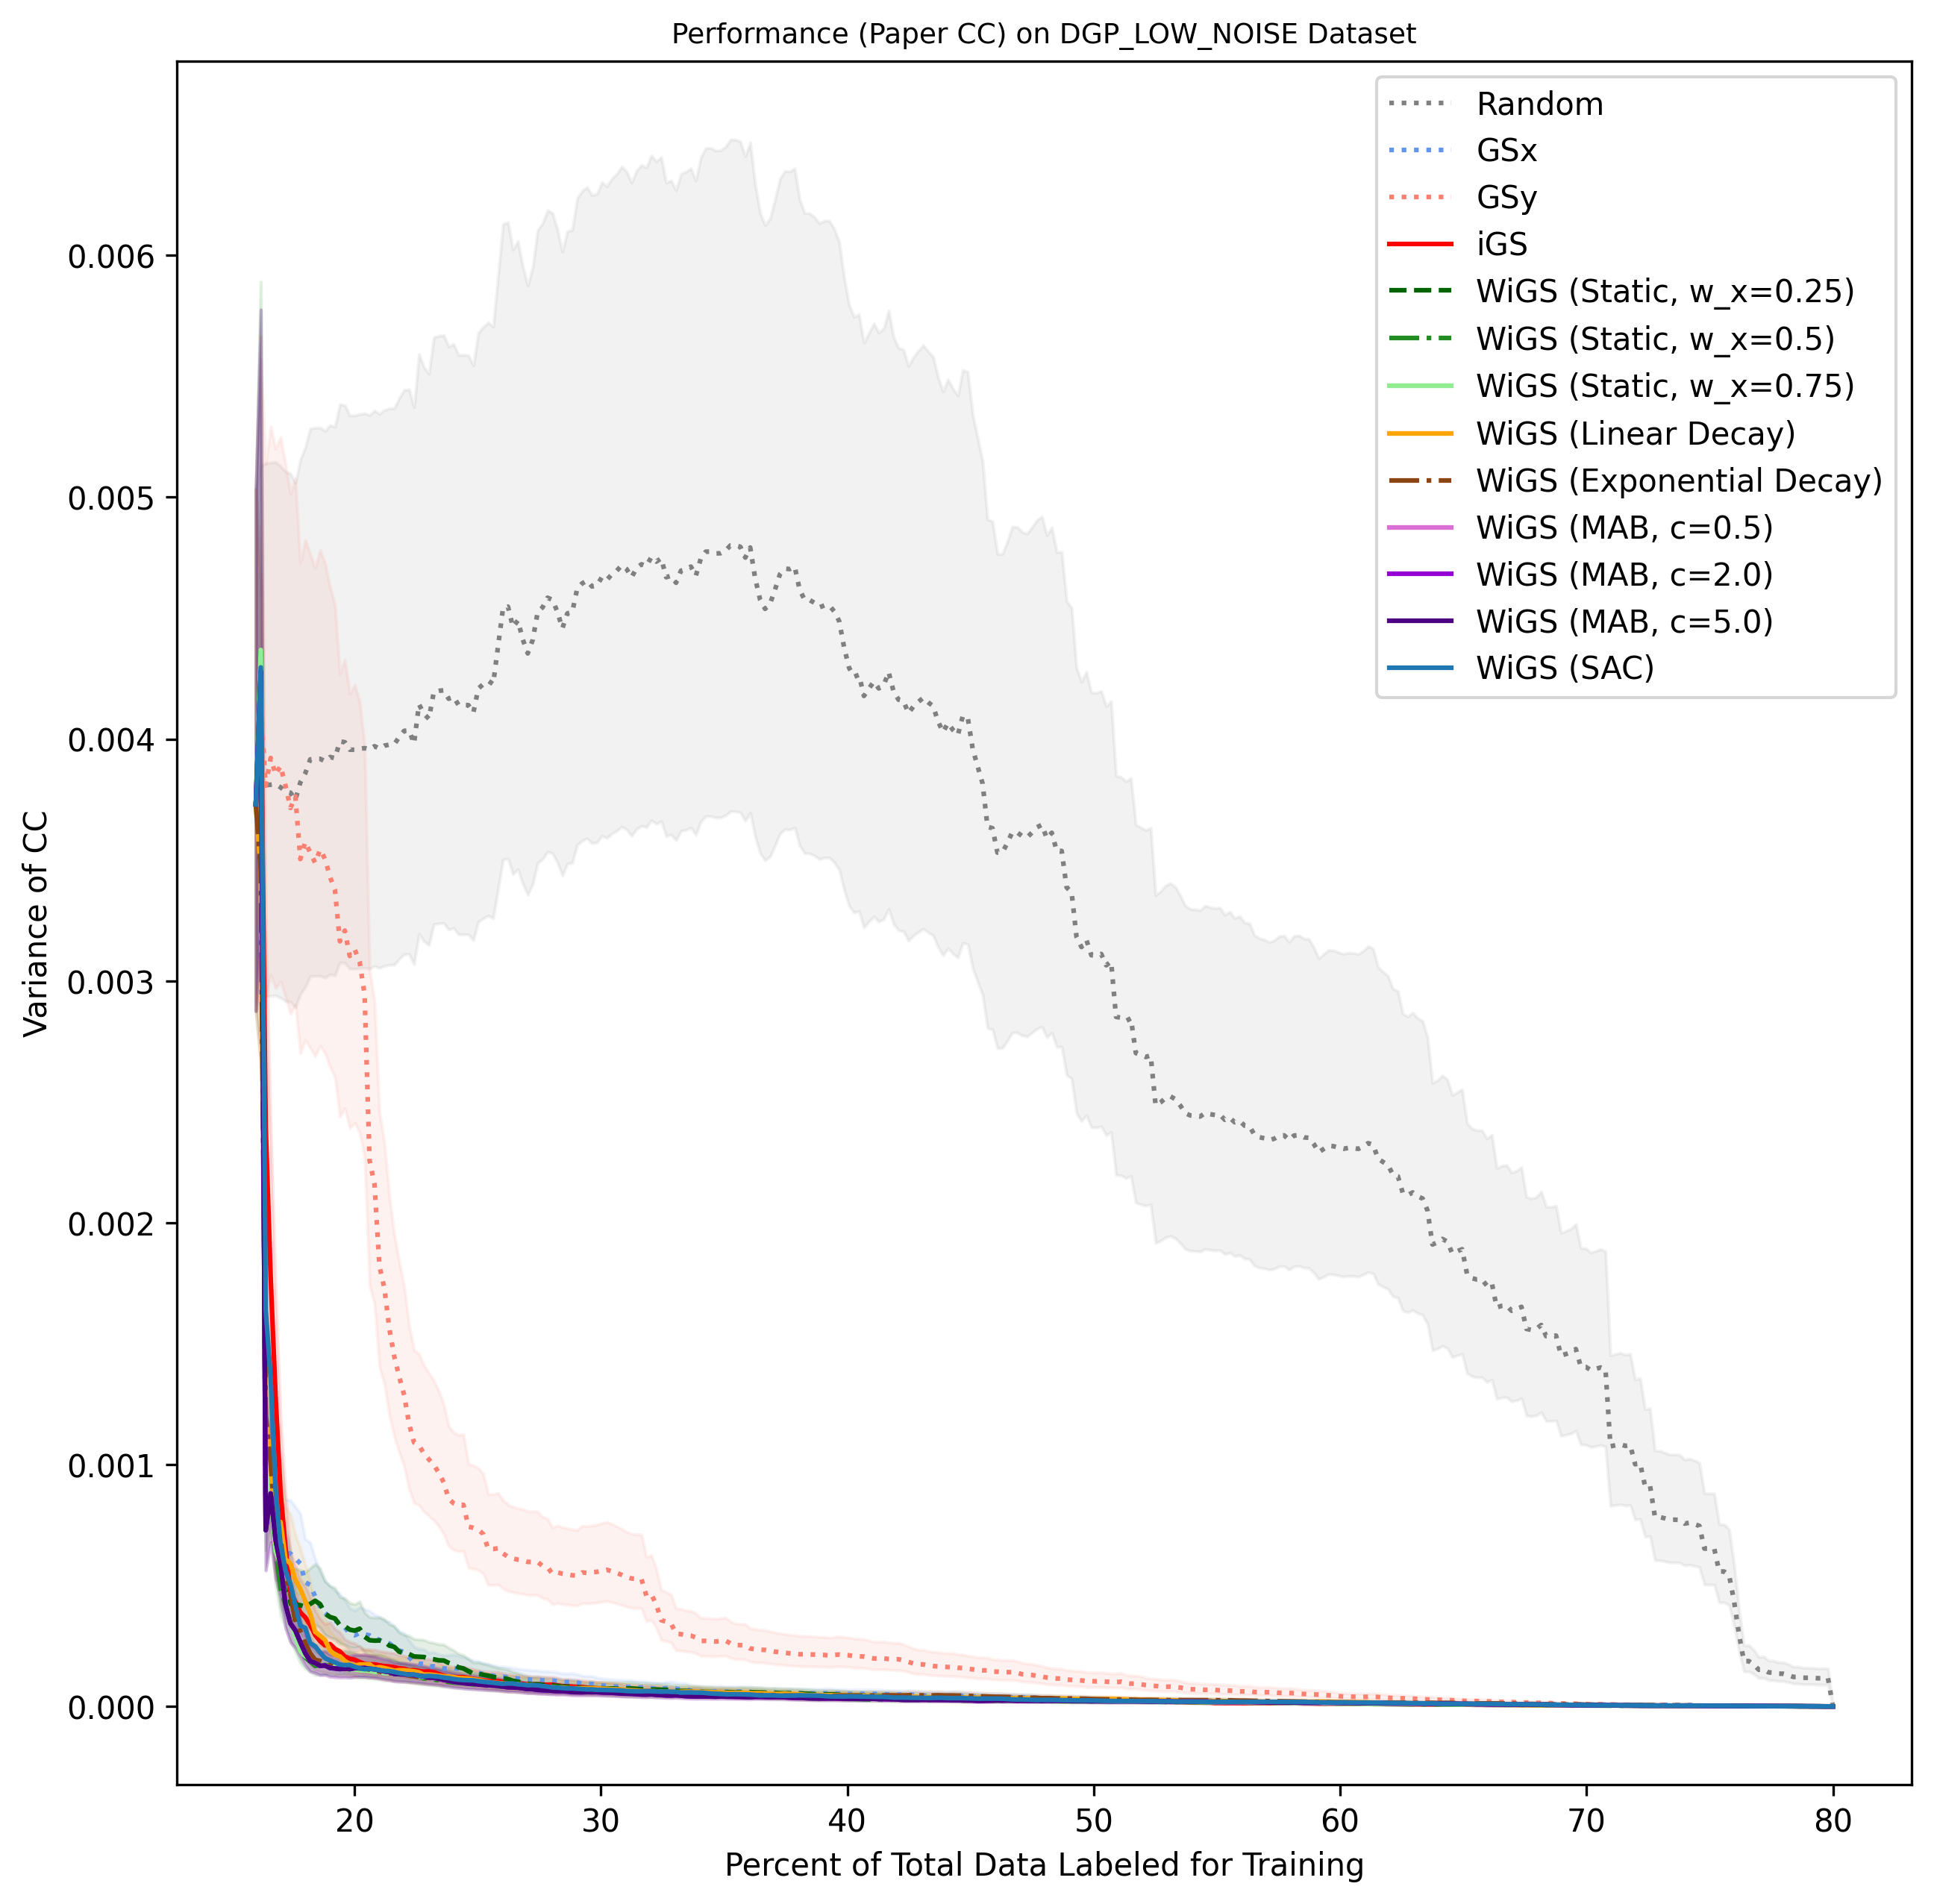 Performance (Paper CC) on DGP_LOW_NOISE Dataset
Random
GSx
GSy
iGS
WiGS (Static, w_x=0.25)
WiGS (Static, w_x=0.5)
WiGS (Static, w_x=0.75)
WiGS (Linear Decay)
WiGS (Exponential Decay)
WiGS (MAB, c=0.5)
WiGS (MAB, c=2.0)
WiGS (MAB, c=5.0)
WiGS (SAC)
Variance of CC
0.006
0.005
0.004
0.003
0.002
0.001
0.000
20 30 40 50 60 70 80
Percent of Total Data Labeled for Training